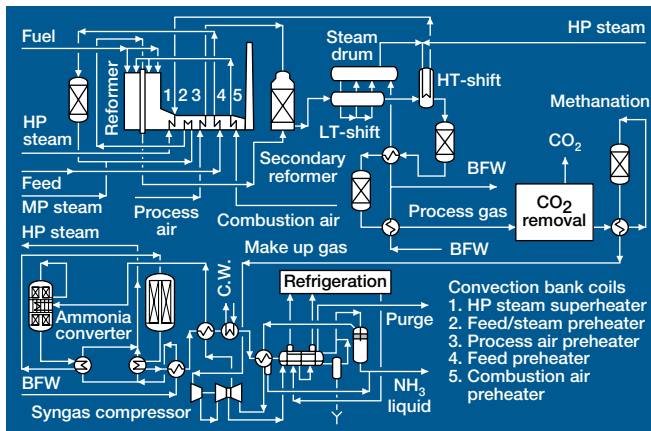 Fuel
Steam
drum
HP steam
Reformer
1 2 3 4 5
HT-shift
Methanation
LT-shift
HP
steam
CO2
Secondary
reformer
BFW
Feed
MP steam
Process
air
Combustion air
Process gas
CO2
removal
HP steam
Make up gas
BFW
C.W.
Refrigeration
Ammonia
converter
Purge
BFW
Syngas compressor
NH3
liquid
Convection bank coils
1. HP steam superheater
2. Feed/steam preheater
3. Process air preheater
4. Feed preheater
5. Combustion air
preheater